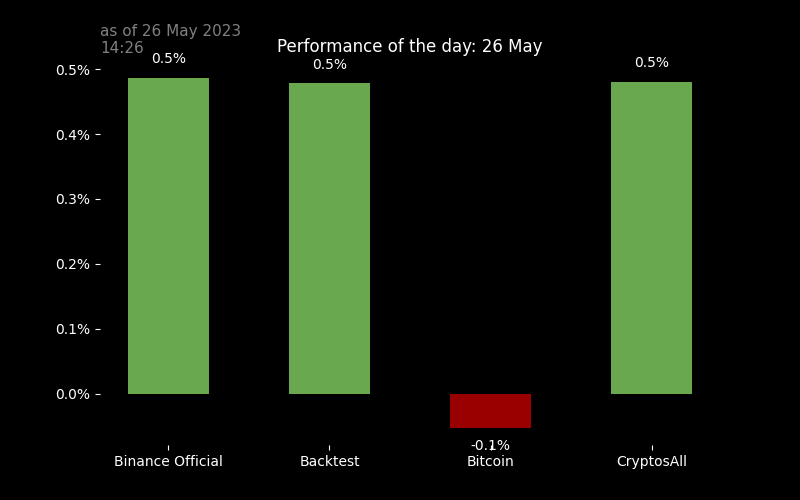 as of 26 May 2023
14:26
Performance of the day: 26 May
0.5%
0.5%
0.5%
0.5%
0.4%
0.3%
0.2%
0.1%
0.0%
-0.1%
Binance Official
Backtest
Bitcoin
CryptosAll